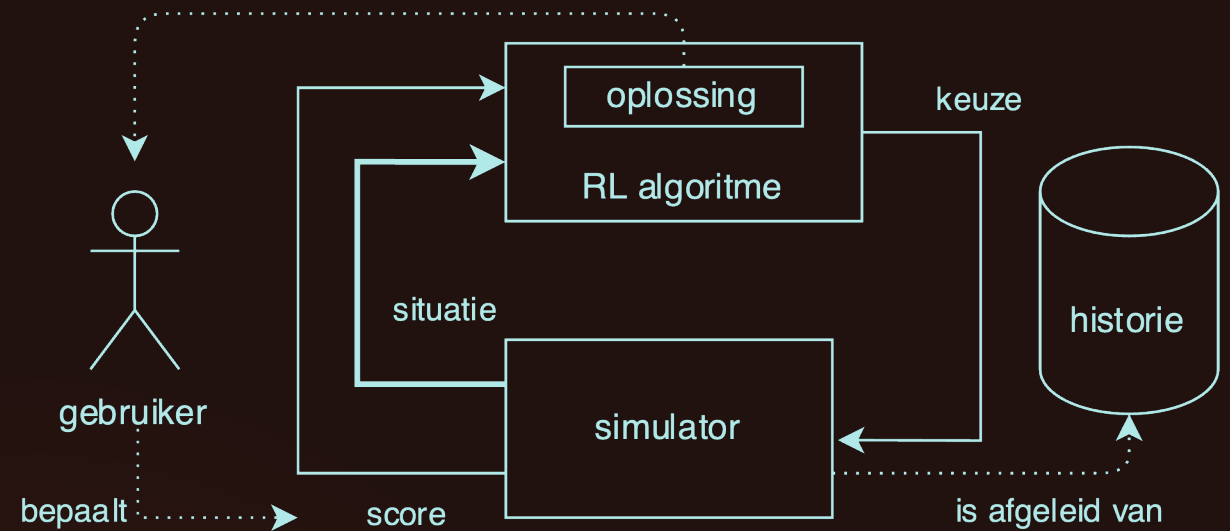 oplossing
keuze
RL algoritme
situatie
historie
gebruiker
simulator
bepaalt
score
is afgeleid van